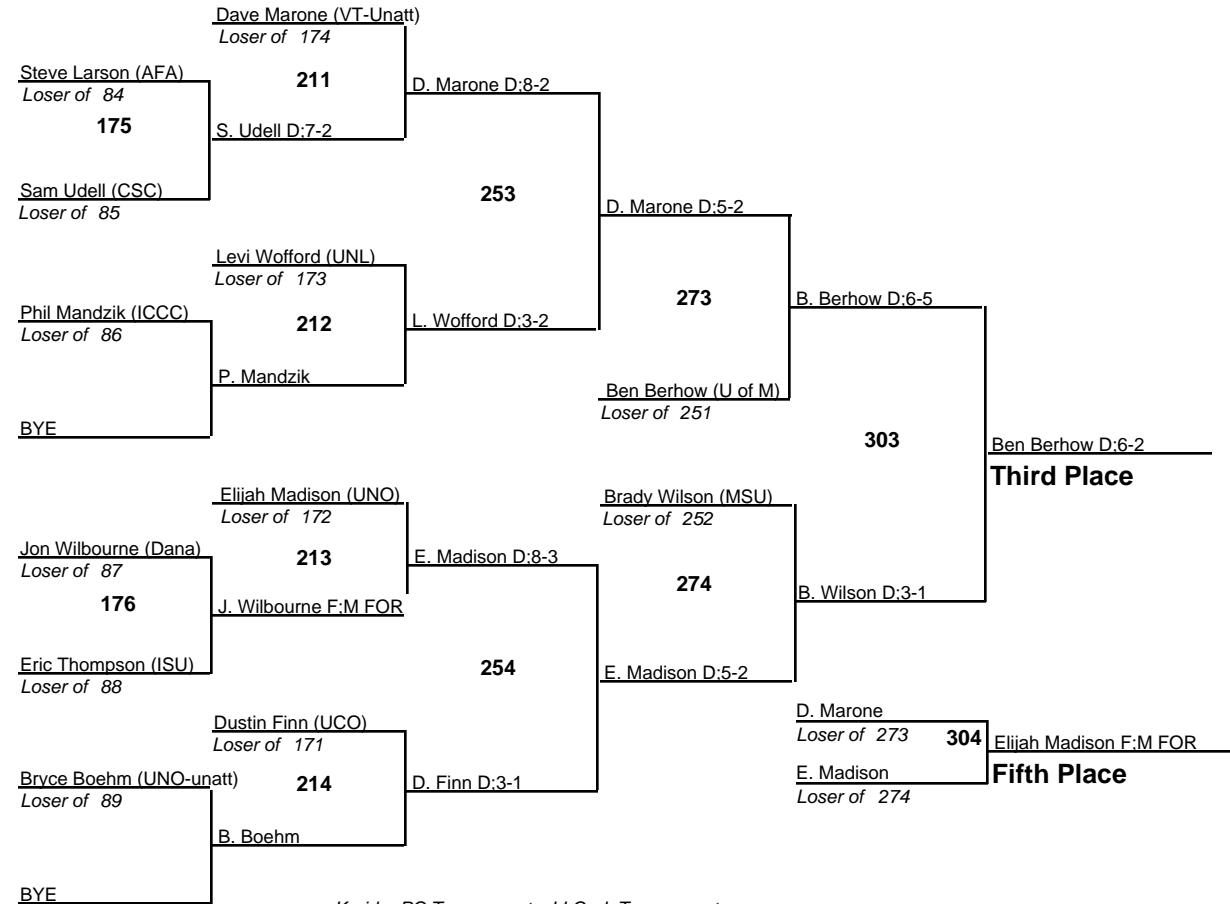 Dave Marone (VT-Unatt)
Loser of 174
Steve Larson (AFA)
Loser of 84
211
D. Marone D;8-2
175
S. Udell D;7-2
Sam Udell (CSC)
Loser of 85
253
D. Marone D;5-2
Levi Wofford (UNL)
Loser of 173
Phil Mandzik (ICCC)
Loser of 86
212
L. Wofford D;3-2
273
B. Berhow D;6-5
P. Mandzik
Ben Berhow (U of M)
Loser of 251
BYE
303
Ben Berhow D;6-2
Third Place
Elijah Madison (UNO)
Loser of 172
Brady Wilson (MSU)
Loser of 252
Jon Wilbourne (Dana)
Loser of 87
213
E. Madison D;8-3
274
B. Wilson D;3-1
176
J. Wilbourne F;M FOR
Eric Thompson (ISU)
Loser of 88
254
E. Madison D;5-2
Dustin Finn (UCO)
Loser of 171
D. Marone
Loser of 273
304
Elijah Madison F;M FOR
Fifth Place
E. Madison
Loser of 274
Bryce Boehm (UNO-unatt)
Loser of 89
214
D. Finn D;3-1
B. Boehm
BYE